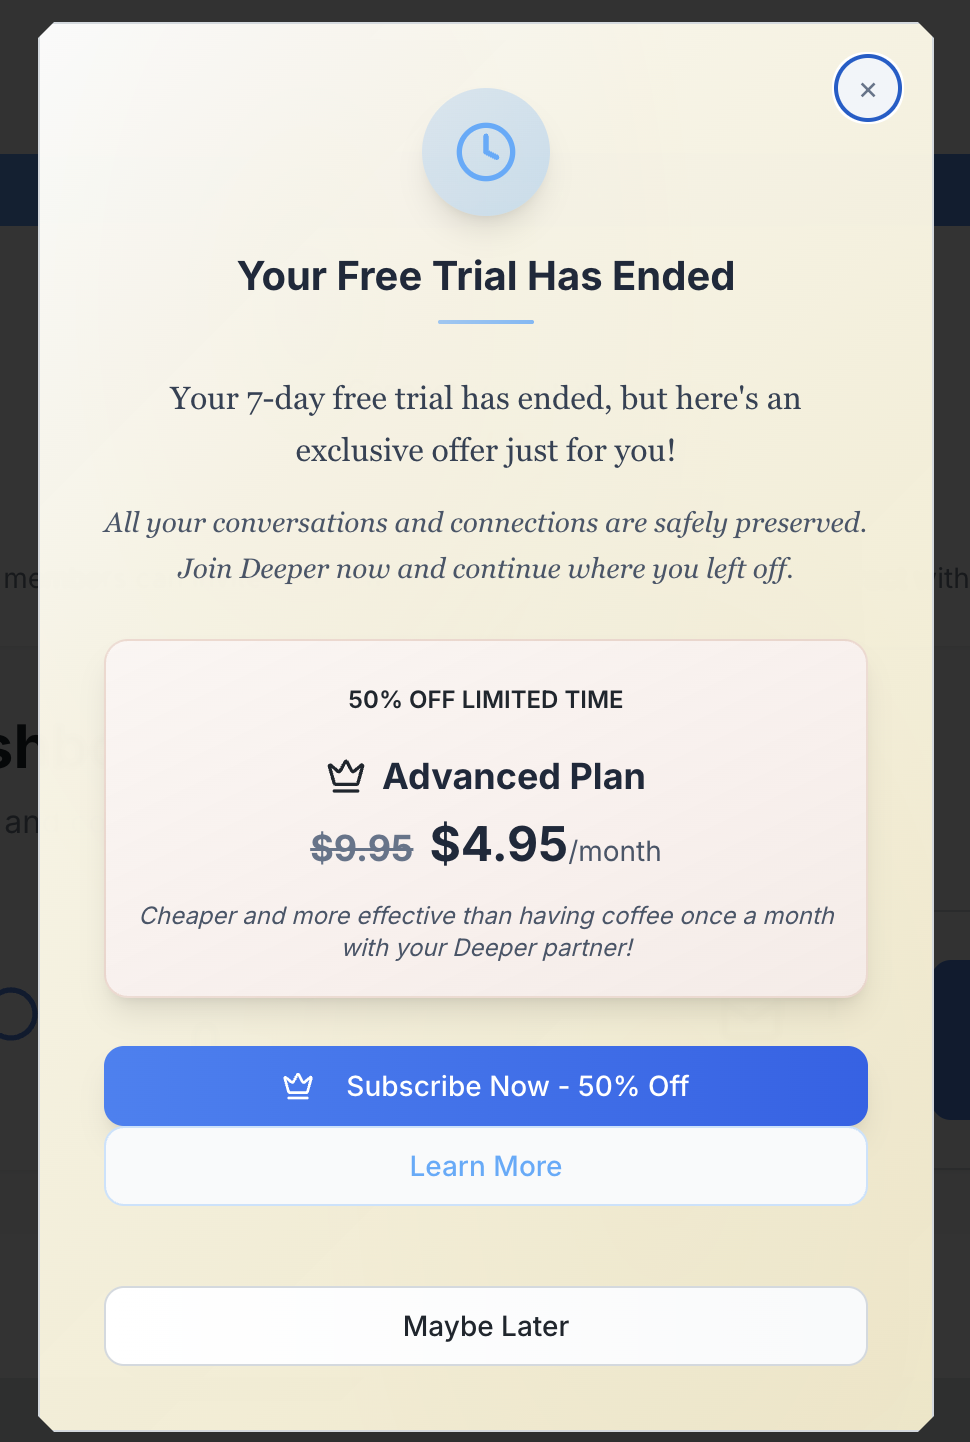 ×
Your Free Trial Has Ended
Your 7-day free trial has ended, but here's an
exclusive offer just for you!
All your conversations and connections are safely preserved.
Join Deeper now and continue where you left off.
50% OFF LIMITED TIME
Advanced Plan
$9.95 $4.95/month
Cheaper and more effective than having coffee once a month
with your Deeper partner!
Subscribe Now - 50% Off
Learn More
Maybe Later